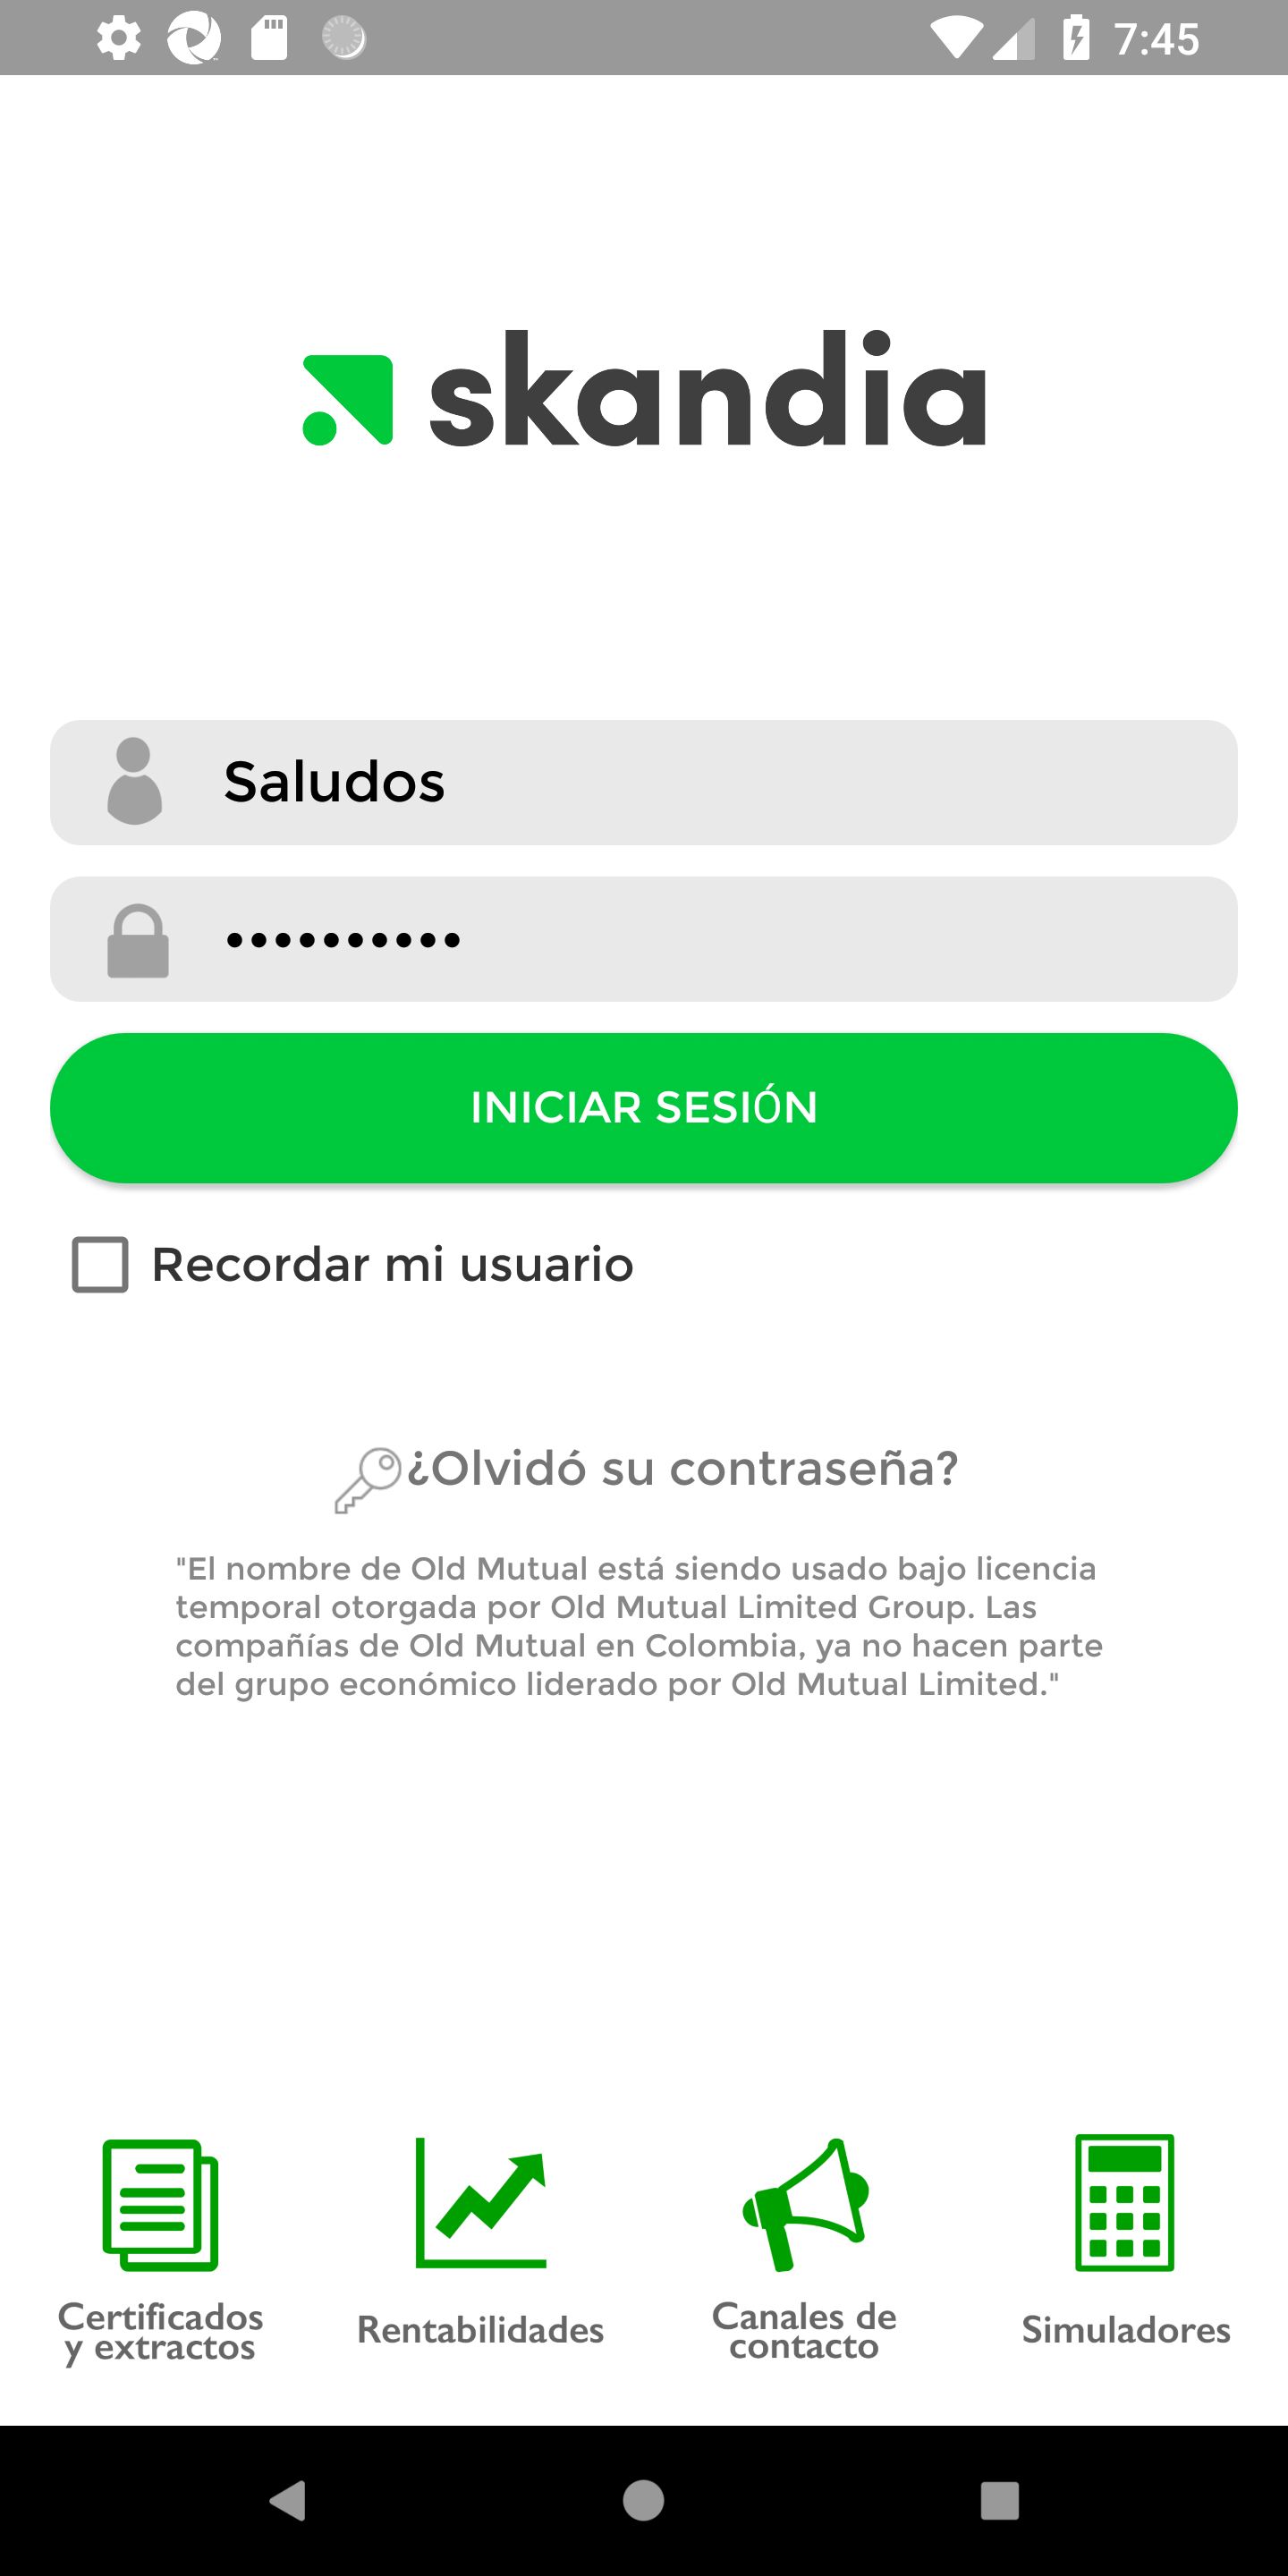 7:45
skandia
Saludos
••••••••••
INICIAR SESIÓN
Recordar mi usuario
¿Olvidó su contraseña?
"El nombre de Old Mutual está siendo usado bajo licencia
temporal otorgada por Old Mutual Limited Group. Las
compañías de Old Mutual en Colombia, ya no hacen parte
del grupo económico liderado por Old Mutual Limited."
Certificados
y extractos
Rentabilidades
Canales de
contacto
Simuladores